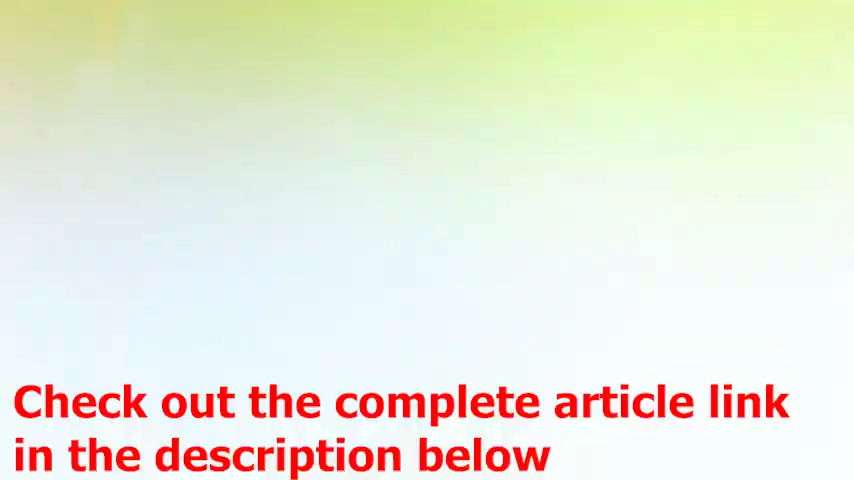 Check out the complete article link
in the description below